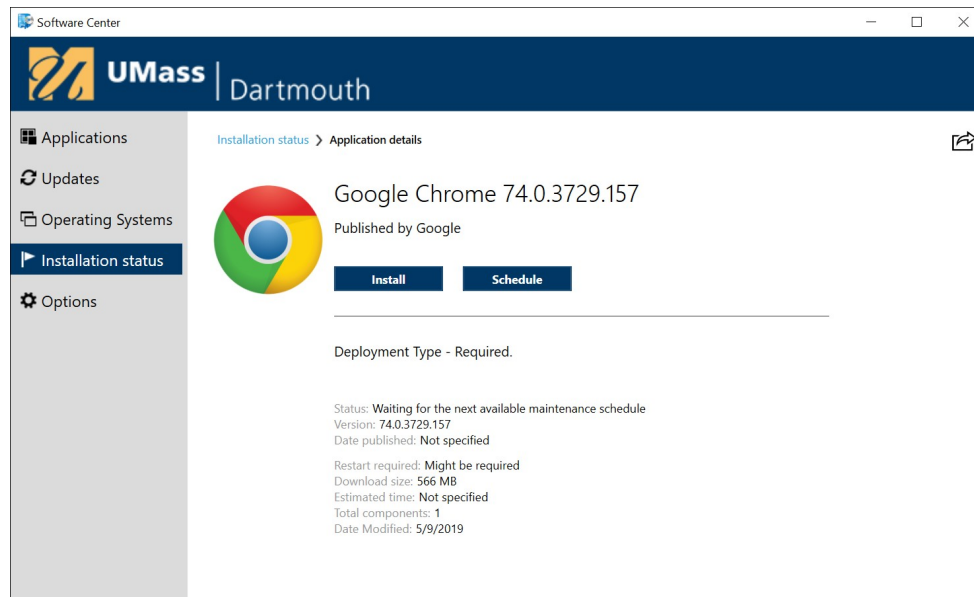 Software Center
UMass
Dartmouth
Applications
Updates
Operating Systems
Installation status
Options
Installation status ❯ Application details
Google Chrome 74.0.3729.157
Published by Google
Install
Schedule
Deployment Type - Required.
Status: Waiting for the next available maintenance schedule
Version: 74.0.3729.157
Date published: Not specified
Restart required: Might be required
Download size: 566 MB
Estimated time: Not specified
Total components: 1
Date Modified: 5/9/2019